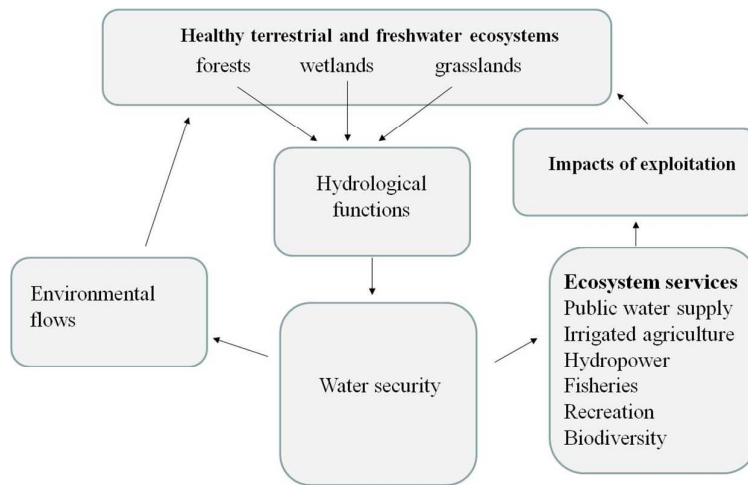 Healthy terrestrial and freshwater ecosystems
forests wetlands grasslands
Impacts of exploitation
Hydrological
functions
Environmental
flows
Water security
Ecosystem services
Public water supply
Irrigated agriculture
Hydropower
Fisheries
Recreation
Biodiversity